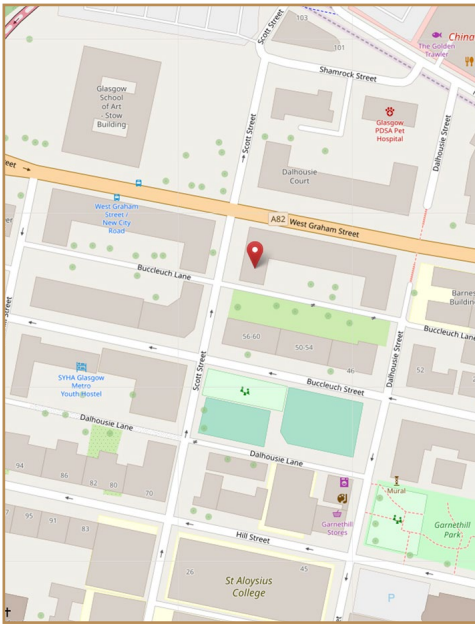 Scott Street
103
101
The Golden
Trawler
China
Shamrock Street
Glasgow
School
of Art
- Stow
Building
Scott Street
Glasgow
PDSA Pet
Hospital
Dalhousie Street
Dalhousie
Court
West Graham
Street /
New City
Road
A82
West Graham Street
Buccleuch Lane
Barnes
Building
Buccleuch Lane
56-60
50-54
46
52
Buccleuch Street
Scott Street
Dalhousie Street
SYHA Glasgow
Metro
Youth Hostel
Dalhousie Lane
Dalhousie Lane
94
86
82
80
70
Mural
Garnethill
Stores
Garnethill
Park
95
91
83
Hill Street
26
45
St Aloysius
College
P